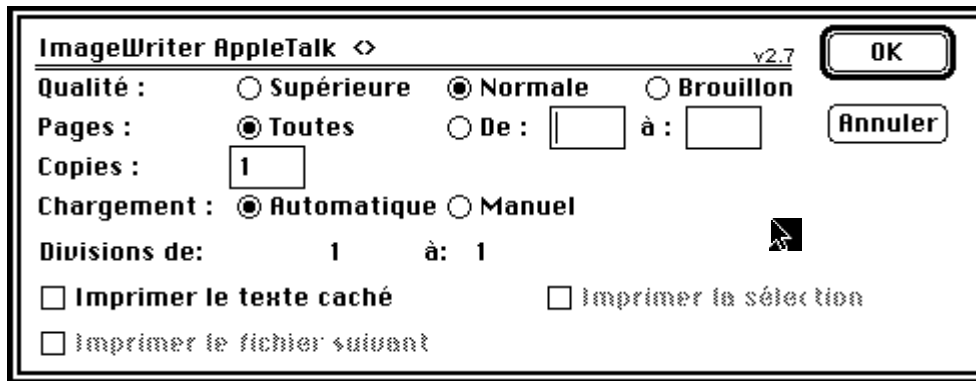 ImageWriter AppleTalk <> v2.7 OK
Qualité : Supérieure Normale Brouillon
Pages : Toutes De : à : Annuler
Copies : 1
Chargement : Automatique Manuel
Divisions de: 1 à: 1
Imprimer le texte caché Imprimer la sélection
Imprimer le fichier suivant